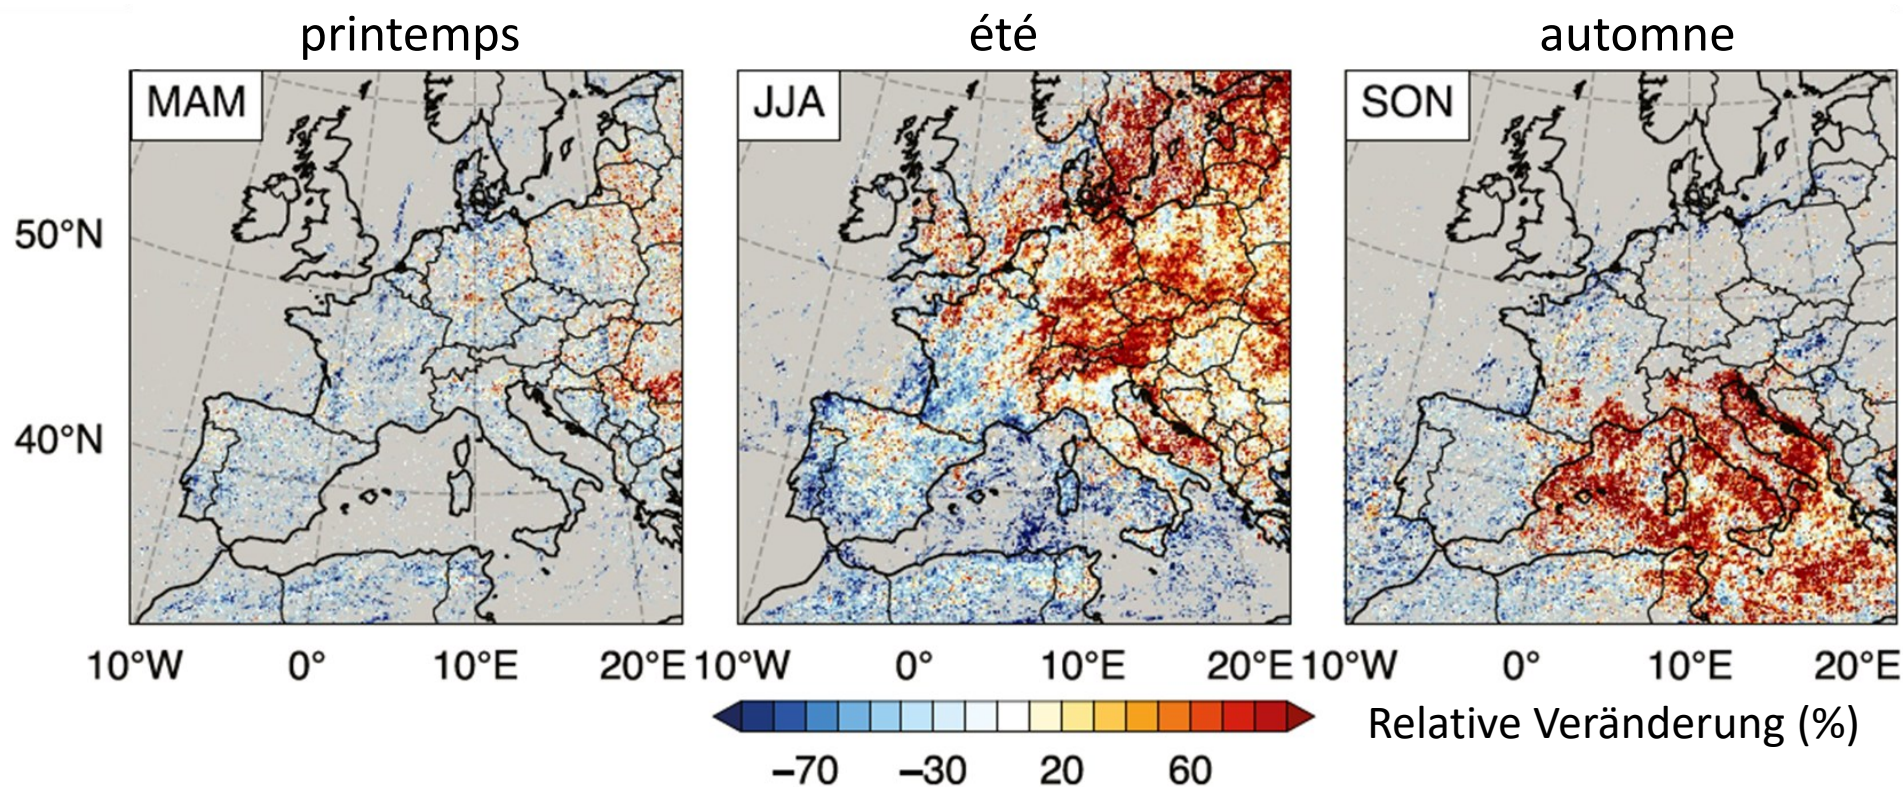 printemps
été
automne
MAM
JJA
SON
50°N
40°N
10°W 0° 10°E 20°E
10°W 0° 10°E 20°E
10°W 0° 10°E 20°E
Relative Veränderung (%)
−70 −30 20 60